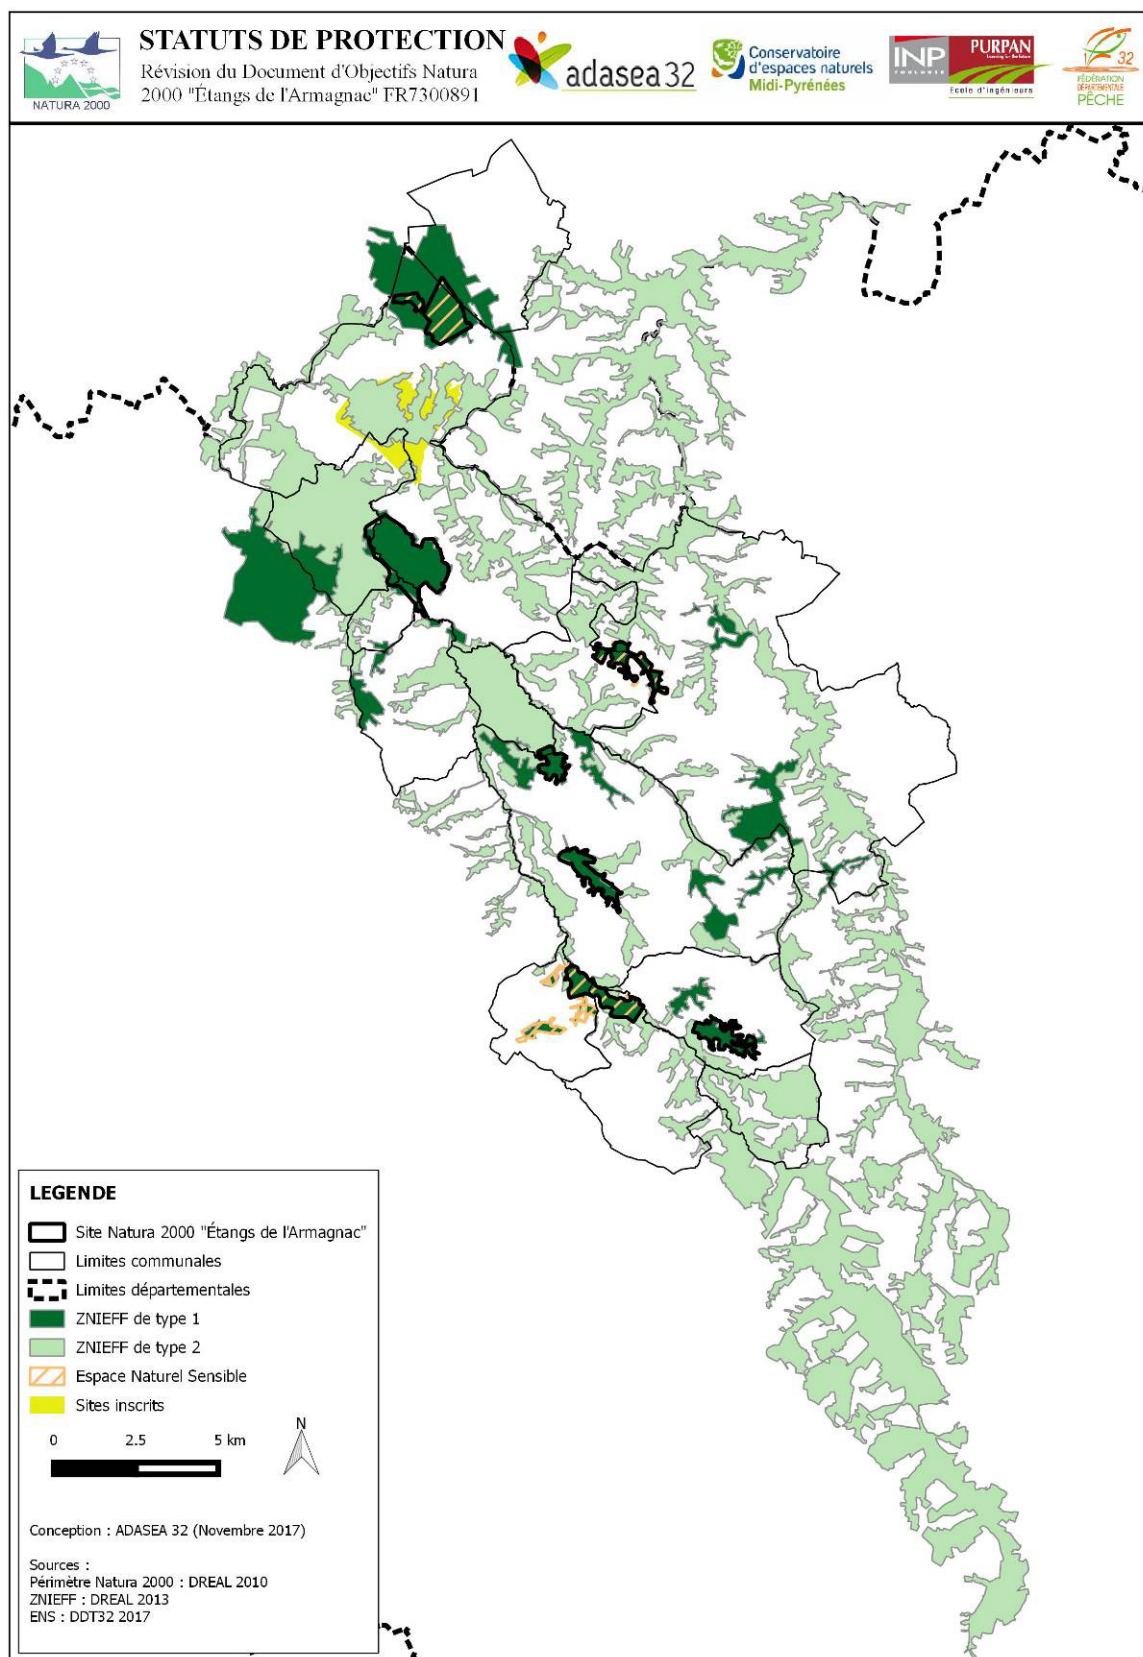 STATUTS DE PROTECTION
Révision du Document d'Objectifs Natura
2000 "Étangs de l'Armagnac" FR7300891
NATURA 2000
adasea 32
Conservatoire
d'espaces naturels
Midi-Pyrénées
INP
TOULOUSE
PURPAN
Ecole d'ingénieurs
32
FÉDÉRATION
DÉPARTEMENTALE
PÊCHE
LEGENDE
Site Natura 2000 "Étangs de l'Armagnac"
Limites communales
Limites départementales
ZNIEFF de type 1
ZNIEFF de type 2
Espace Naturel Sensible
Sites inscrits
N
0 2.5 5 km
Conception : ADASEA 32 (Novembre 2017)
Sources :
Périmètre Natura 2000 : DREAL 2010
ZNIEFF : DREAL 2013
ENS : DDT32 2017